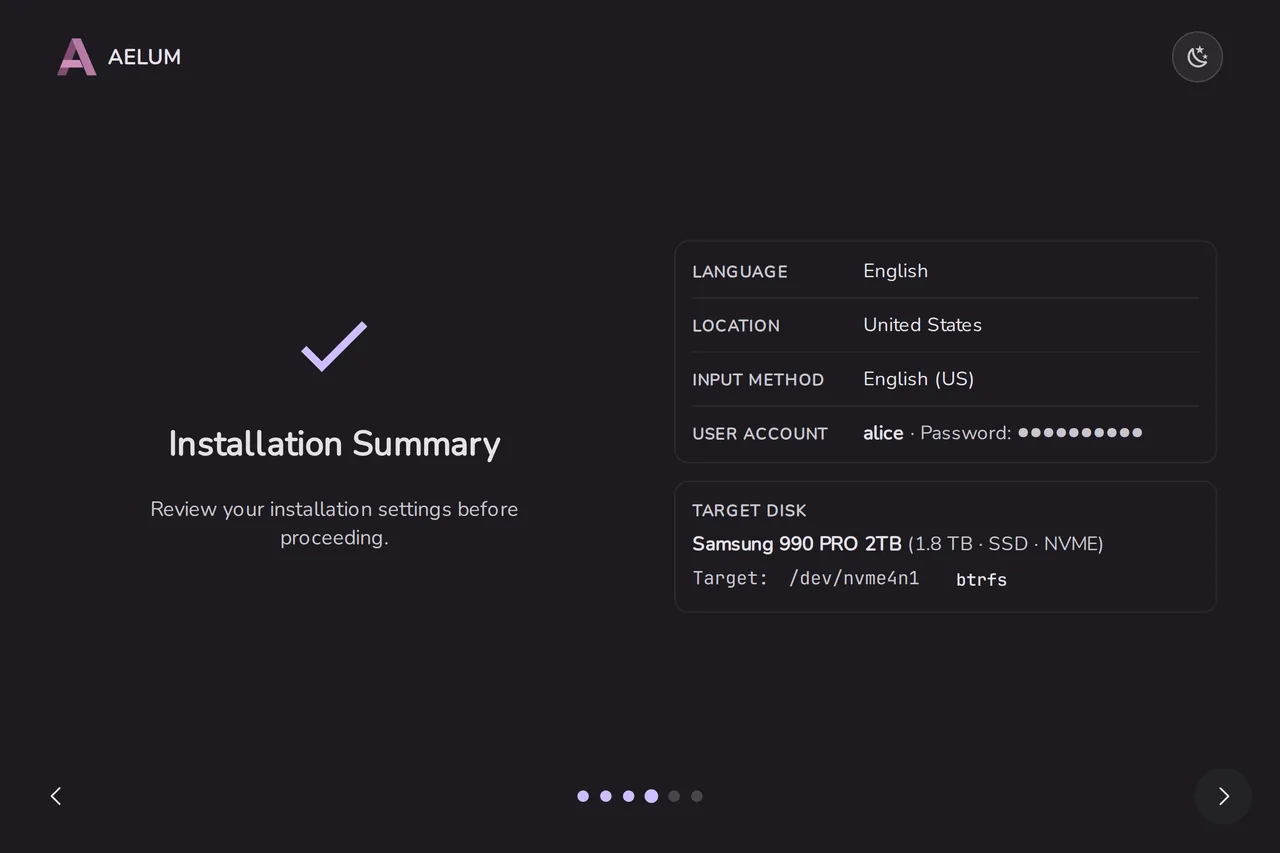 AELUM
Installation Summary
Review your installation settings before
proceeding.
LANGUAGE English
LOCATION United States
INPUT METHOD English (US)
USER ACCOUNT alice · Password: ●●●●●●●●●●
TARGET DISK
Samsung 990 PRO 2TB (1.8 TB · SSD · NVME)
Target: /dev/nvme4n1 btrfs